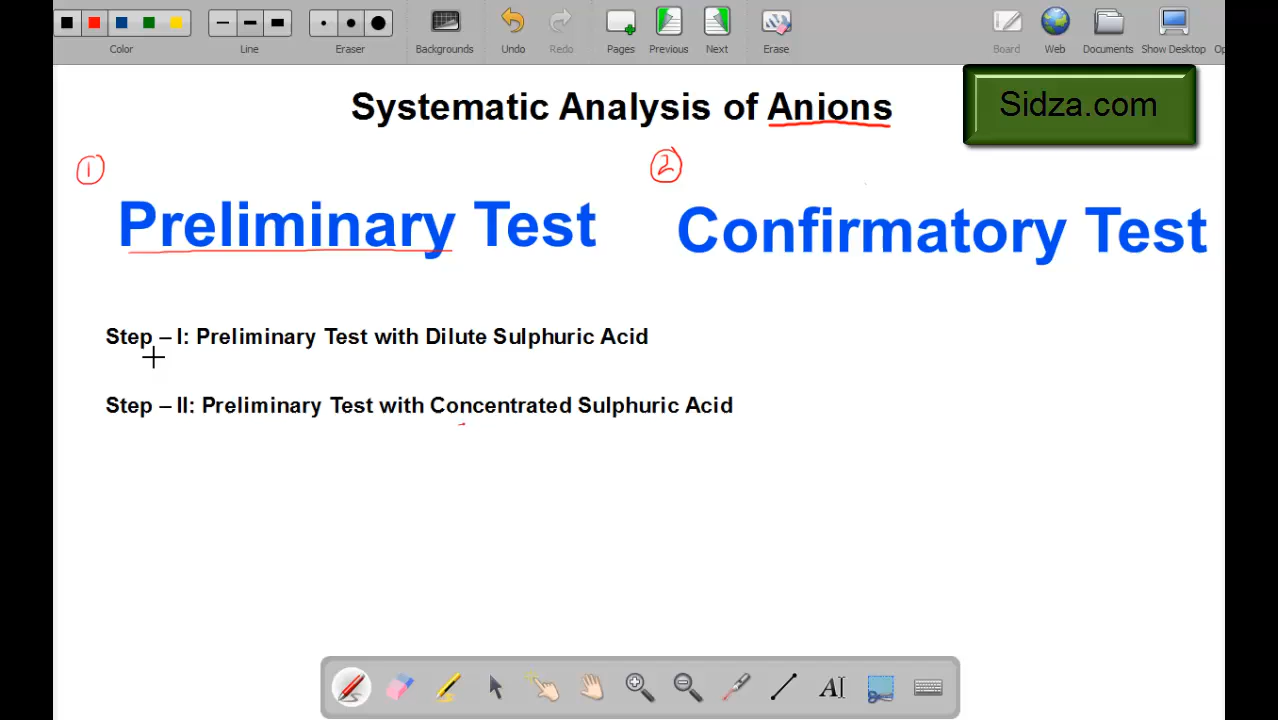 Color
Line
Eraser
Backgrounds
Undo
Redo
Pages
Previous
Next
Erase
Board
Web
Documents
Show Desktop
Op
Systematic Analysis of Anions
Sidza.com
1
2
Preliminary Test
Confirmatory Test
Step – I: Preliminary Test with Dilute Sulphuric Acid
Step – II: Preliminary Test with Concentrated Sulphuric Acid
AI